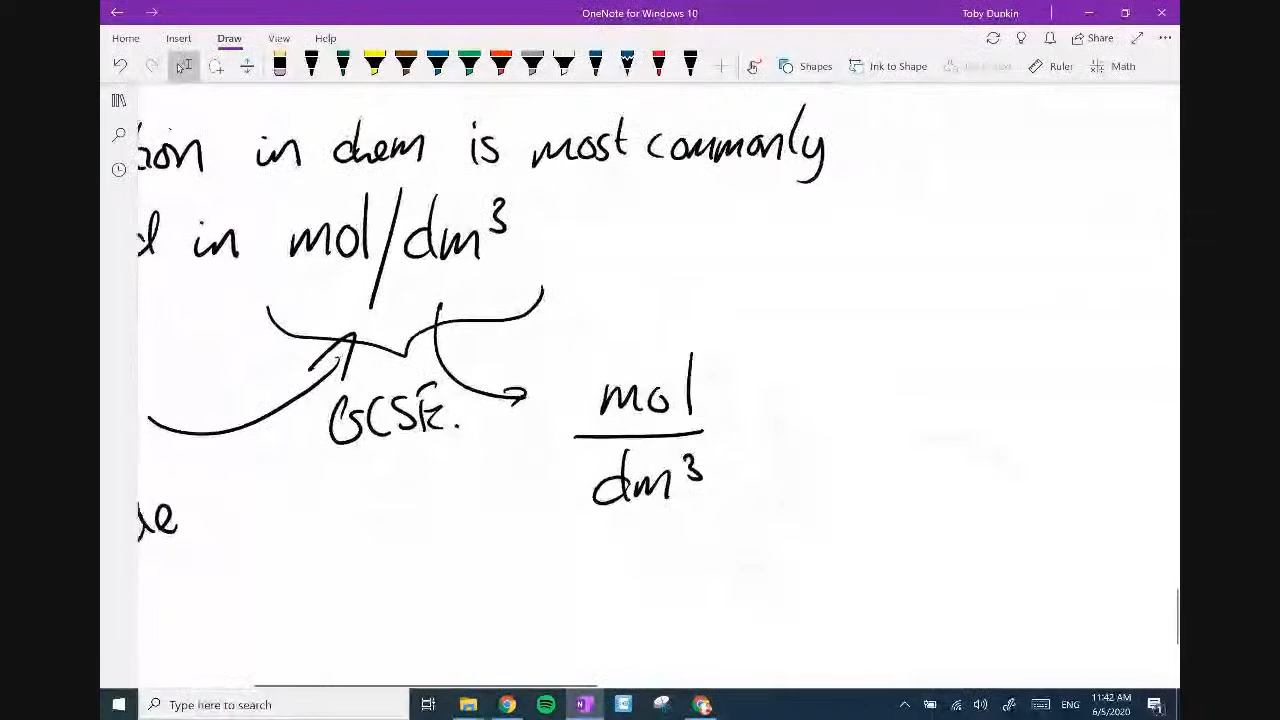 OneNote for Windows 10
Toby Dunkin
Home Insert Draw View Help
Share
Shapes Ink to Shape Ruler Math
in chem is most commonly
in mol/dm³
GCSE.
mol
dm³
Type here to search
ENG
11:42 AM
6/5/2020